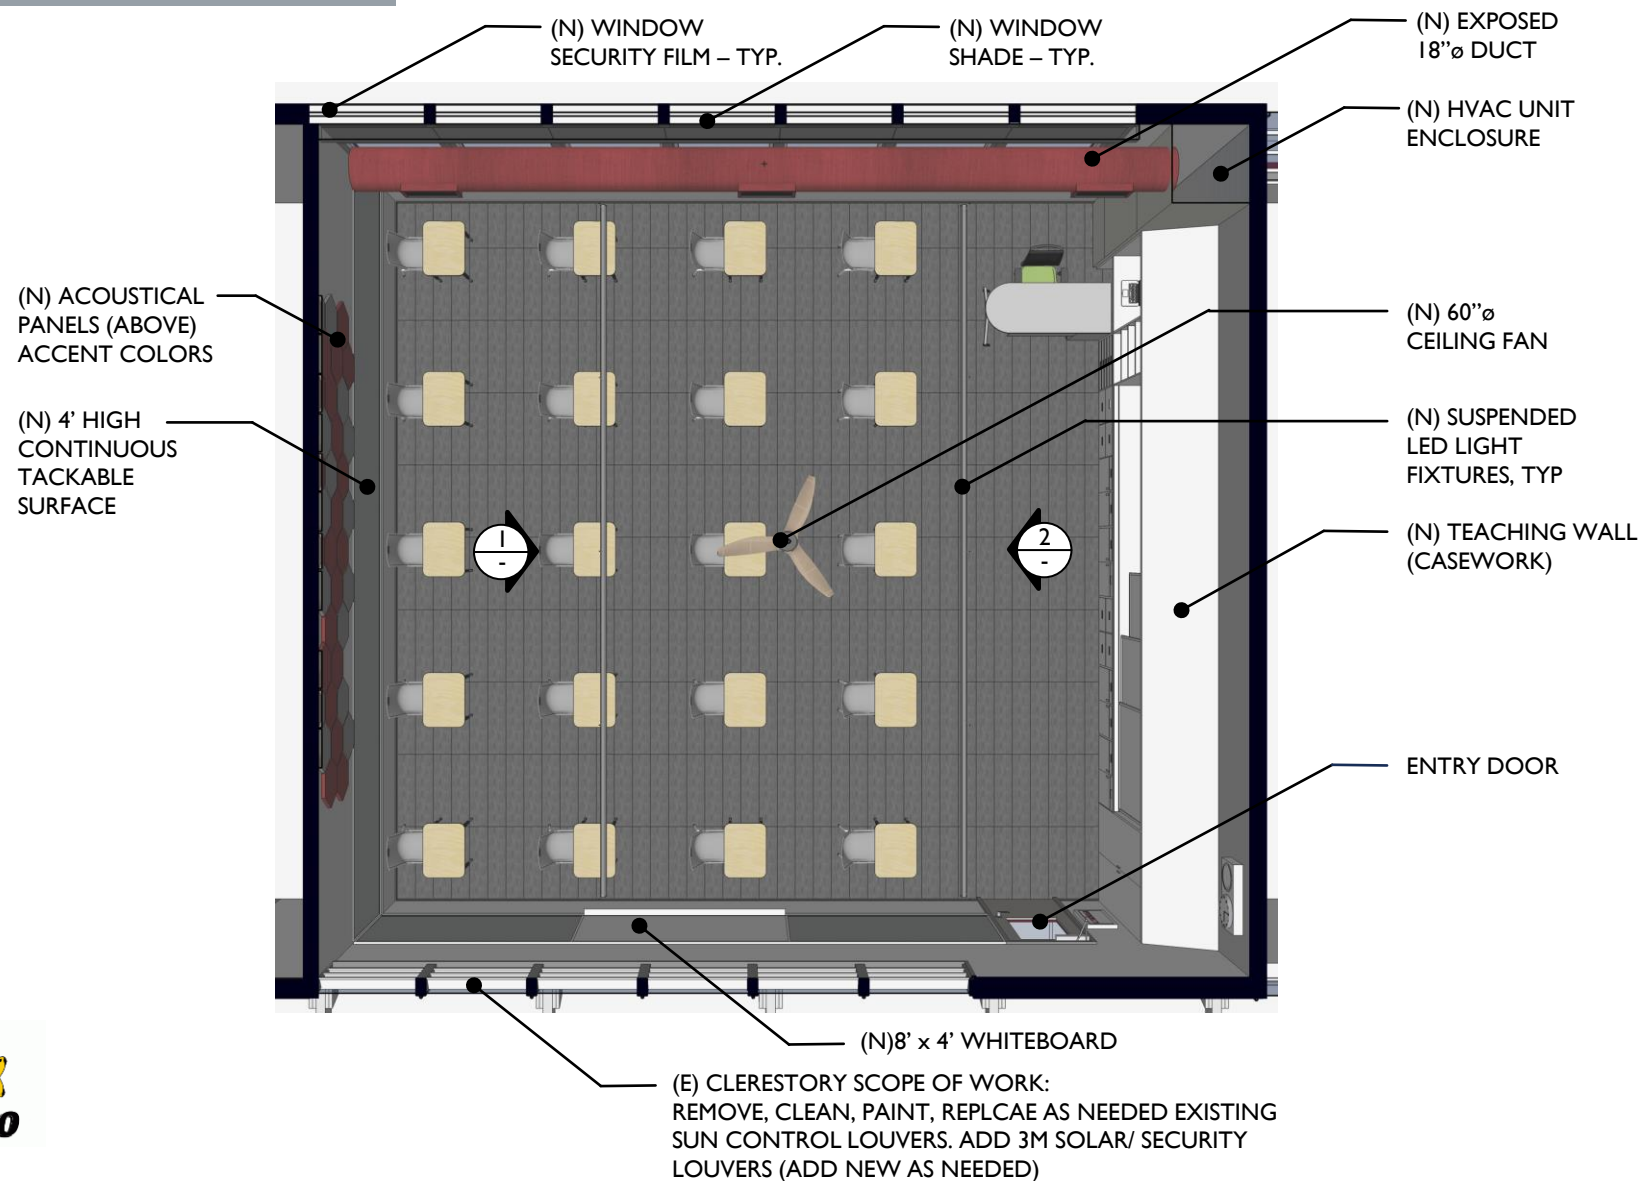 (N) WINDOW
SECURITY FILM – TYP.
(N) WINDOW
SHADE – TYP.
(N) EXPOSED
18”ø DUCT
(N) HVAC UNIT
ENCLOSURE
(N) ACOUSTICAL
PANELS (ABOVE)
ACCENT COLORS
(N) 60”ø
CEILING FAN
(N) 4’ HIGH
CONTINUOUS
TACKABLE
SURFACE
(N) SUSPENDED
LED LIGHT
FIXTURES, TYP
1
-
2
-
(N) TEACHING WALL
(CASEWORK)
ENTRY DOOR
(N)8’ x 4’ WHITEBOARD
(E) CLERESTORY SCOPE OF WORK:
REMOVE, CLEAN, PAINT, REPLCAE AS NEEDED EXISTING
SUN CONTROL LOUVERS. ADD 3M SOLAR/ SECURITY
LOUVERS (ADD NEW AS NEEDED)